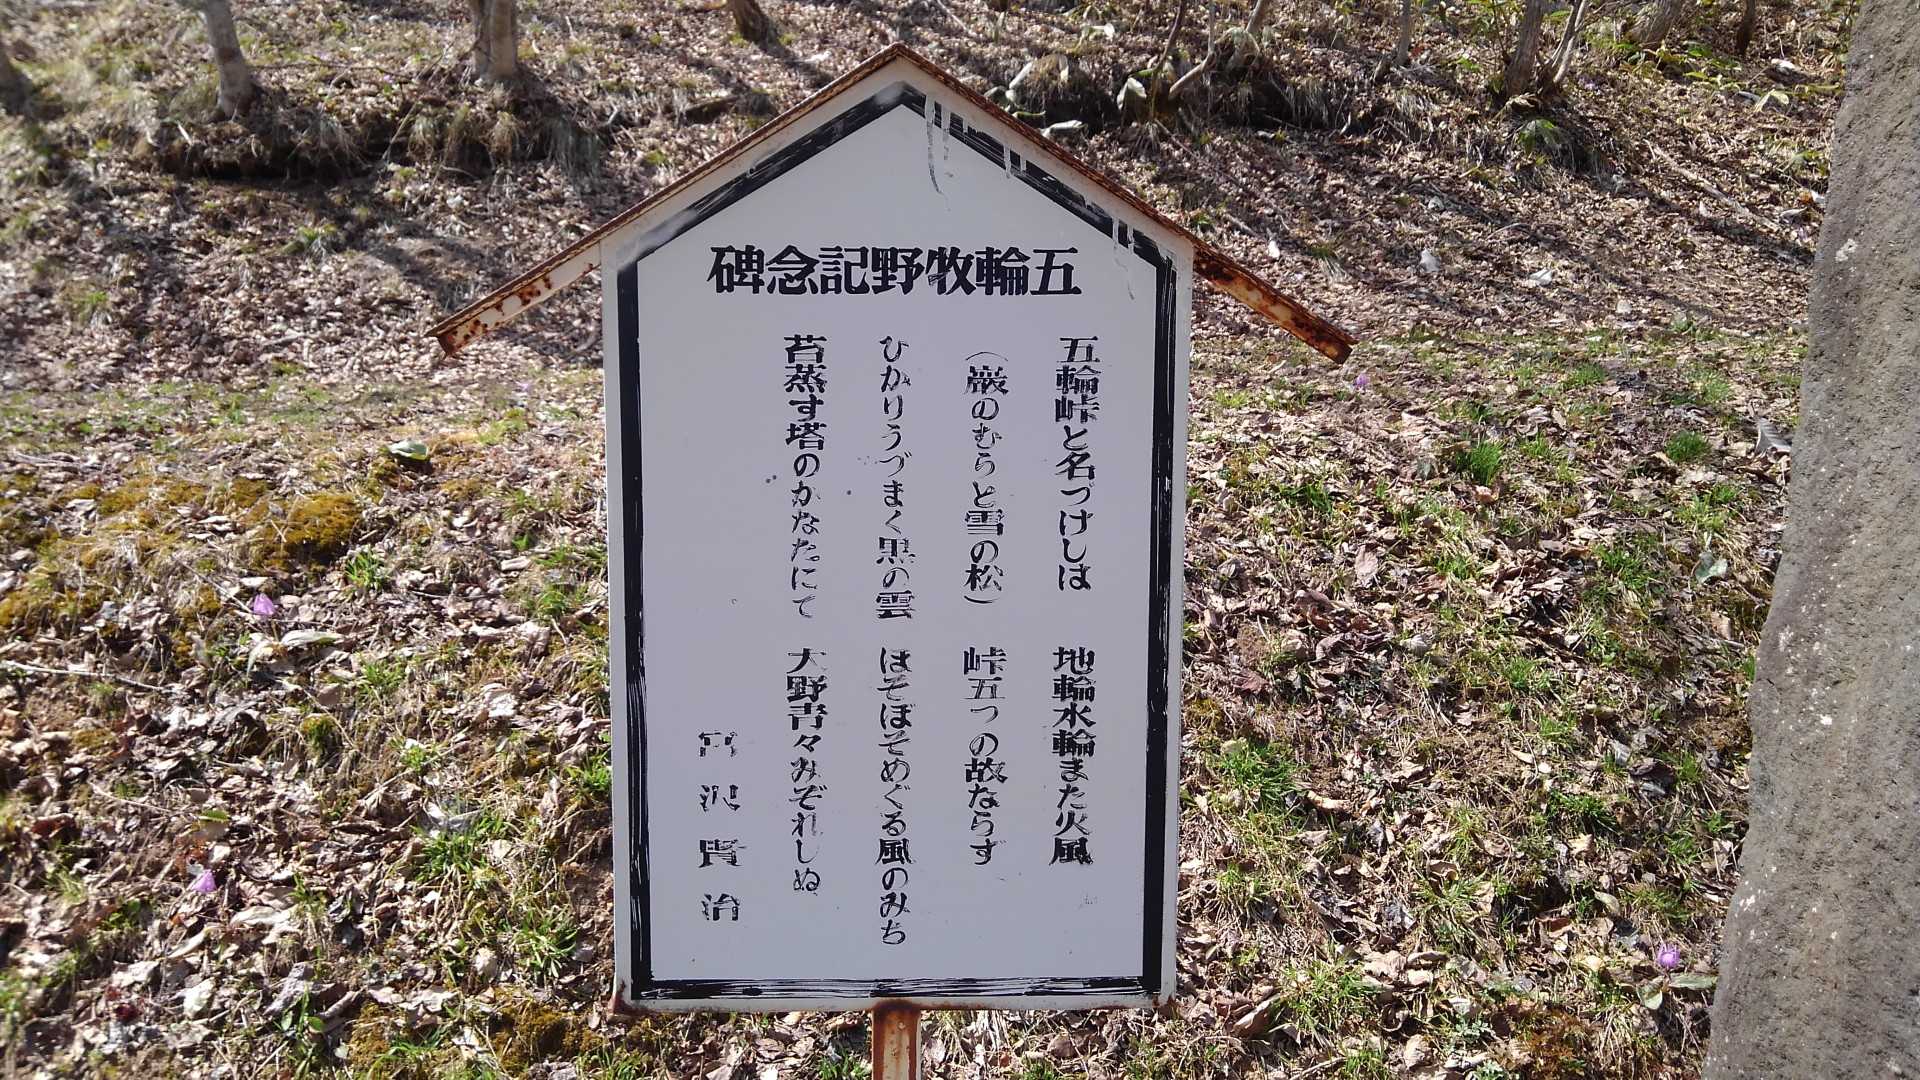 五輪牧野記念碑
五輪峠と名づけしは　地輪水輪また火風
（巌のむらと雪の松）　峠五つの故ならず
ひかりうづまく黒の雲　ほそぼそめぐる風のみち
苔蒸す塔のかなたにて　大野青々みぞれしぬ
宮沢賢治